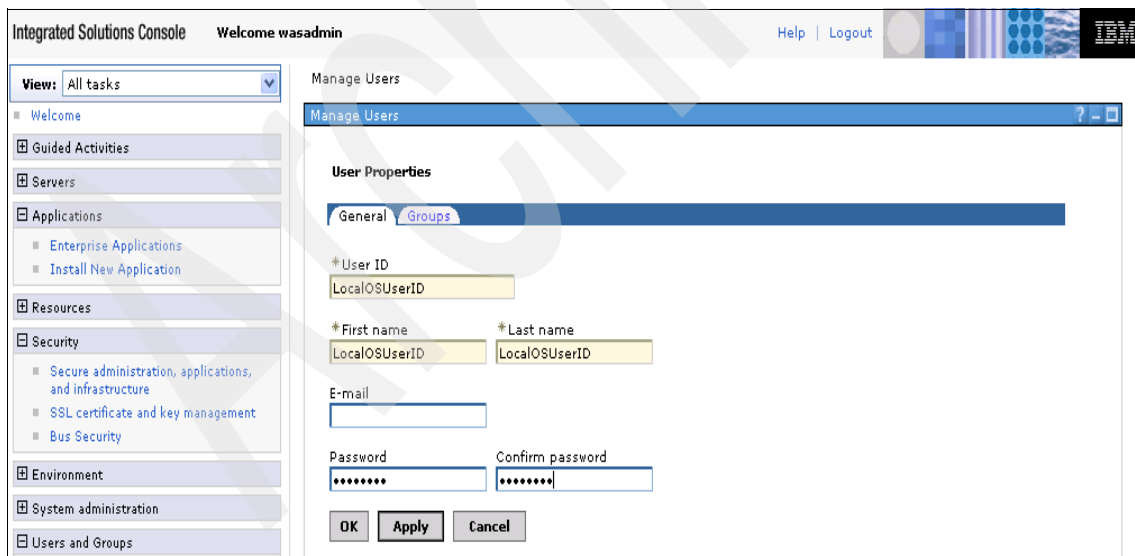 Integrated Solutions Console Welcome wasadmin Help | Logout IBM
View: All tasks
Welcome
Guided Activities
Servers
Applications
Enterprise Applications
Install New Application
Resources
Security
Secure administration, applications,
and infrastructure
SSL certificate and key management
Bus Security
Environment
System administration
Users and Groups
Manage Users
Manage Users ?
User Properties
General Groups
*User ID
LocalOSUserID
*First name *Last name
LocalOSUserID LocalOSUserID
E-mail
Password Confirm password
•••••••• ••••••••
OK Apply Cancel